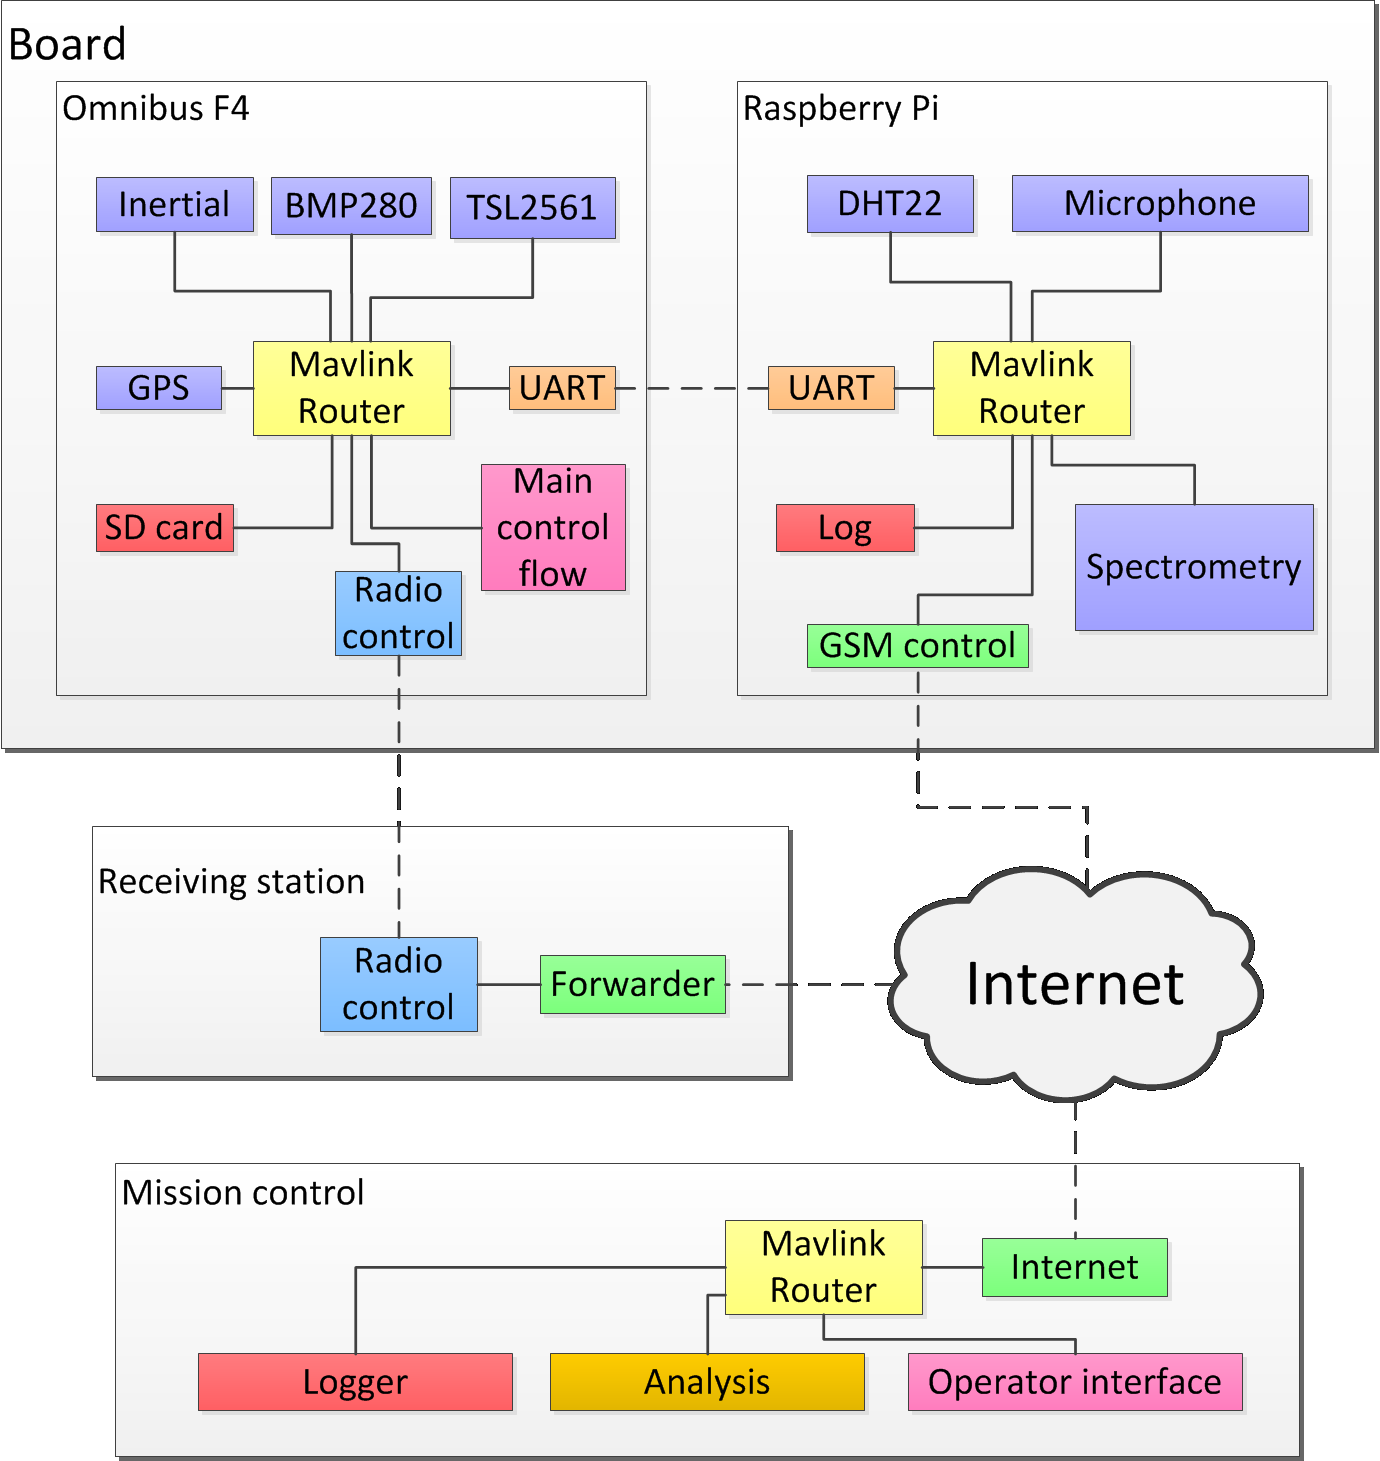 Board
Omnibus F4
Inertial
BMP280
TSL2561
GPS
Mavlink
Router
UART
SD card
Main
control
flow
Radio
control
Raspberry Pi
DHT22
Microphone
UART
Mavlink
Router
Log
Spectrometry
GSM control
Receiving station
Radio
control
Forwarder
Internet
Mission control
Mavlink
Router
Internet
Logger
Analysis
Operator interface